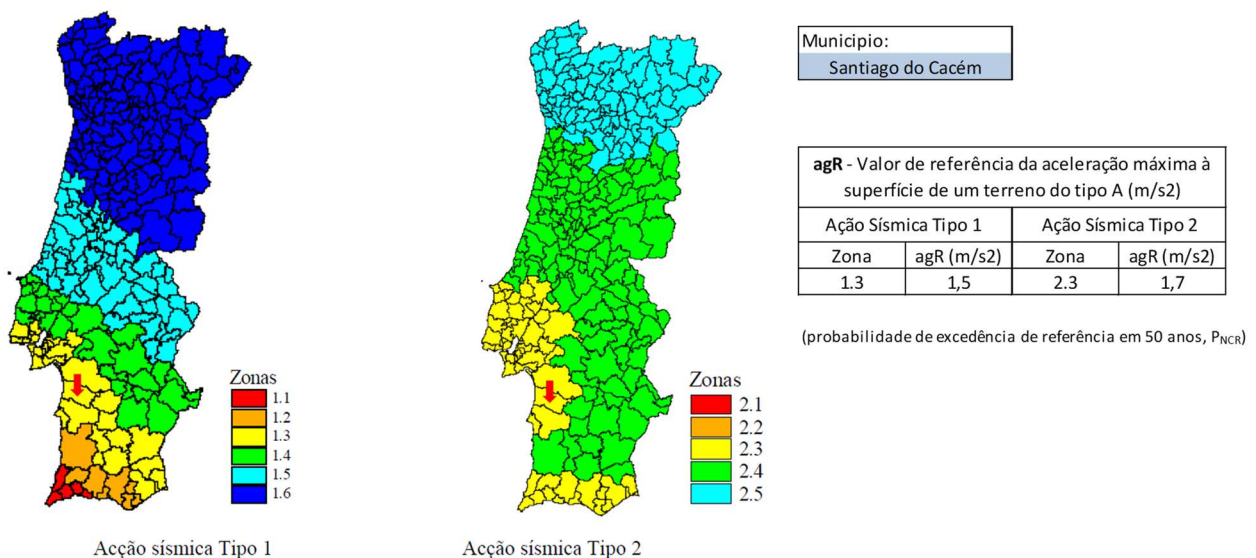 Zonas
1.1
1.2
1.3
1.4
1.5
1.6
Acção sísmica Tipo 1
Zonas
2.1
2.2
2.3
2.4
2.5
Acção sísmica Tipo 2
Municipio:
Santiago do Cacém
agR - Valor de referência da aceleração máxima à
superfície de um terreno do tipo A (m/s2)
Ação Sísmica Tipo 1 Ação Sísmica Tipo 2
Zona agR (m/s2) Zona agR (m/s2)
1.3 1,5 2.3 1,7
(probabilidade de excedência de referência em 50 anos, PNCR)